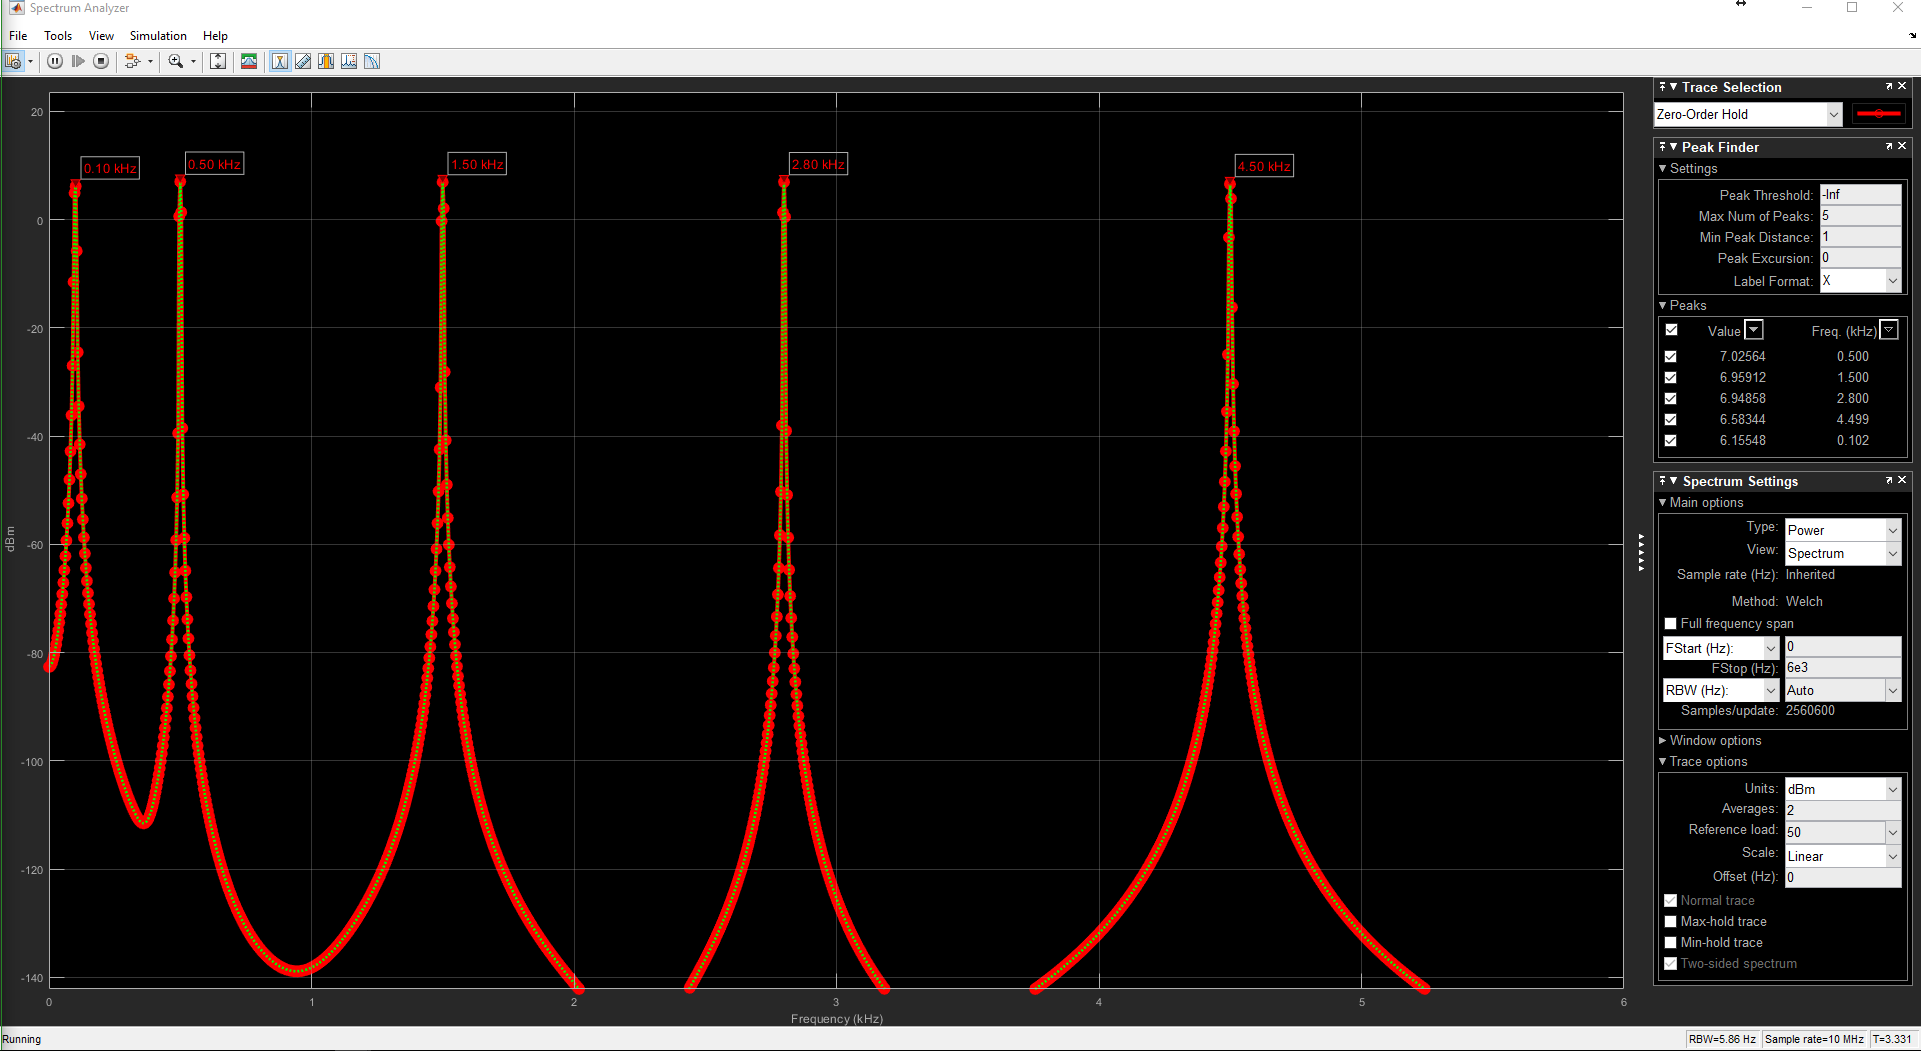 Spectrum Analyzer
File Tools View Simulation Help
20
0
-20
-40
-60
-80
-100
-120
-140
dBm
0.10 kHz
0.50 kHz
1.50 kHz
2.80 kHz
4.50 kHz
0 1 2 3 4 5 6
Frequency (kHz)
Trace Selection
Zero-Order Hold
Peak Finder
Settings
Peak Threshold: -Inf
Max Num of Peaks: 5
Min Peak Distance: 1
Peak Excursion: 0
Label Format: X
Peaks
Value Freq. (kHz)
7.02564 0.500
6.95912 1.500
6.94858 2.800
6.58344 4.499
6.15548 0.102
Spectrum Settings
Main options
Type: Power
View: Spectrum
Sample rate (Hz): Inherited
Method: Welch
Full frequency span
FStart (Hz): 0
FStop (Hz): 6e3
RBW (Hz): Auto
Samples/update: 2560600
Window options
Trace options
Units: dBm
Averages: 2
Reference load: 50
Scale: Linear
Offset (Hz): 0
Normal trace
Max-hold trace
Min-hold trace
Two-sided spectrum
Running
RBW=5.86 Hz Sample rate=10 MHz T=3.331